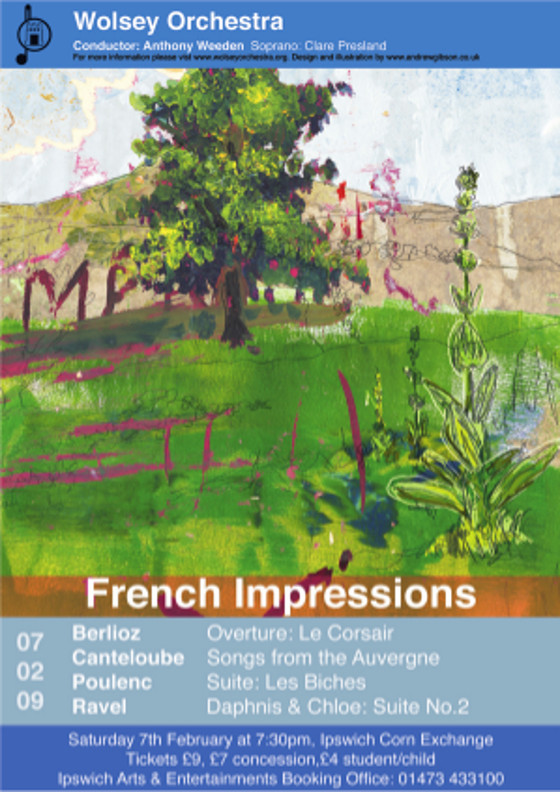 Wolsey Orchestra
Conductor: Anthony Weeden Soprano: Clare Presland
For more information please visit www.wolseyorchestra.org. Design and illustration by www.andrewgibson.co.uk
French Impressions
07
02
09
Berlioz Overture: Le Corsair
Canteloube Songs from the Auvergne
Poulenc Suite: Les Biches
Ravel Daphnis & Chloe: Suite No.2
Saturday 7th February at 7:30pm, Ipswich Corn Exchange
Tickets £9, £7 concession,£4 student/child
Ipswich Arts & Entertainments Booking Office: 01473 433100